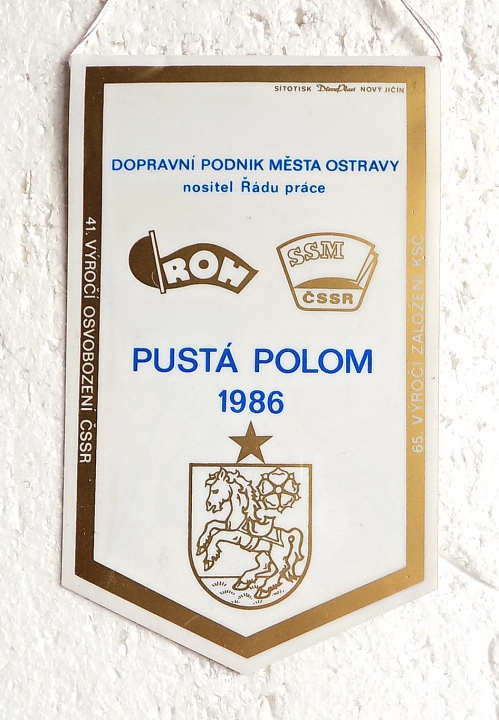 SÍTOTISK DřevoPlast NOVÝ JIČÍN
DOPRAVNÍ PODNIK MĚSTA OSTRAVY
nositel Řádu práce
ROH
SSM
ČSSR
PUSTÁ POLOM
1986
41. VÝROČÍ OSVOBOZENÍ ČSSR
65. VÝROČÍ ZALOŽENÍ KSČ